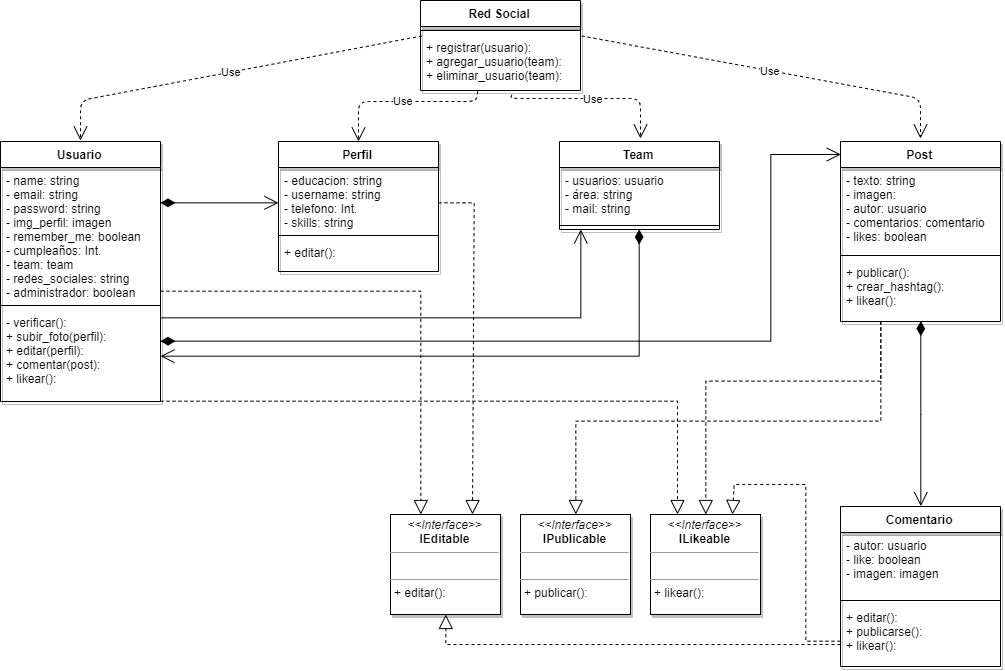 Red Social
+ registrar(usuario):
+ agregar_usuario(team):
+ eliminar_usuario(team):
Use
Use
Use
Use
Usuario
- name: string
- email: string
- password: string
- img_perfil: imagen
- remember_me: boolean
- cumpleaños: Int.
- team: team
- redes_sociales: string
- administrador: boolean
- verificar():
+ subir_foto(perfil):
+ editar(perfil):
+ comentar(post):
+ likear():
Perfil
- educacion: string
- username: string
- telefono: Int.
- skills: string
+ editar():
Team
- usuarios: usuario
- área: string
- mail: string
Post
- texto: string
- imagen:
- autor: usuario
- comentarios: comentario
- likes: boolean
+ publicar():
+ crear_hashtag():
+ likear():
<<Interface>>
IEditable
+ editar():
<<Interface>>
IPublicable
+ publicar():
<<Interface>>
ILikeable
+ likear():
Comentario
- autor: usuario
- like: boolean
- imagen: imagen
+ editar():
+ publicarse():
+ likear():